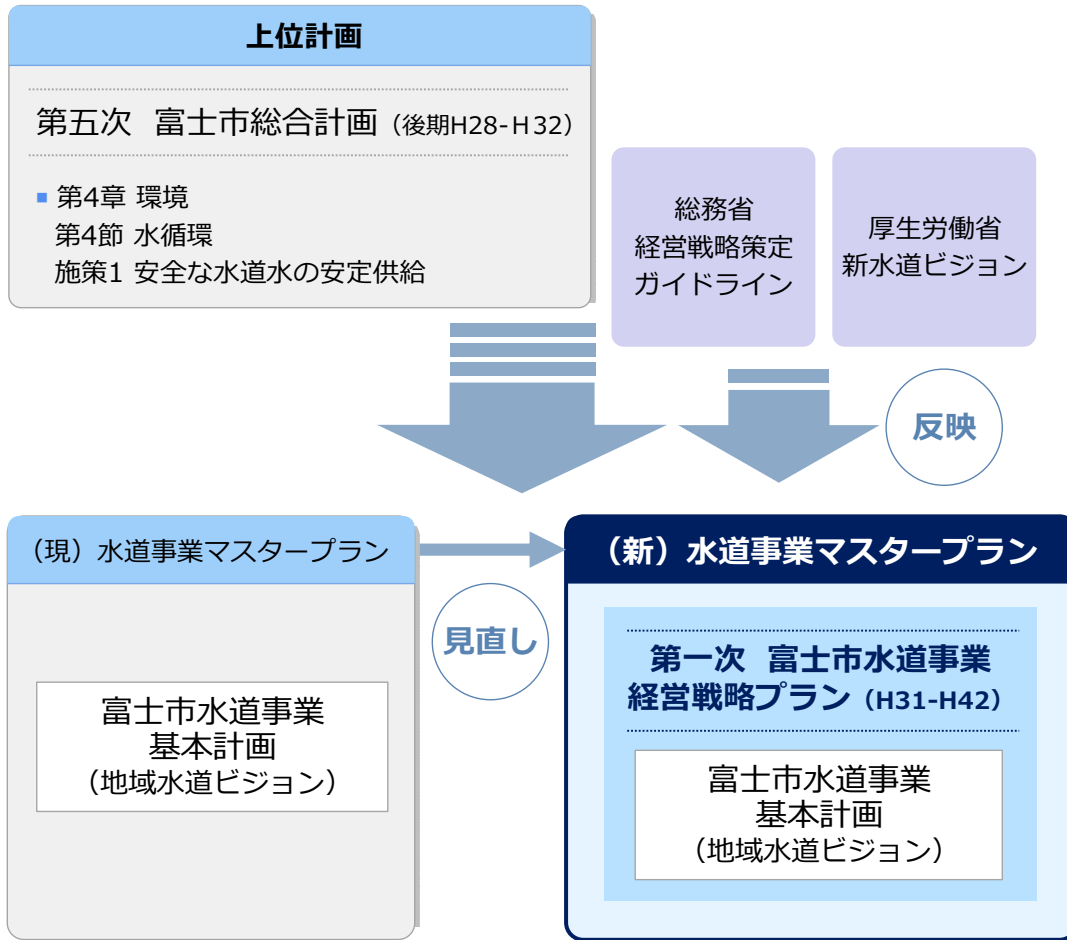 上位計画
第五次 富士市総合計画（後期H28-Ｈ32）
■ 第4章 環境
第4節 水循環
施策1 安全な水道水の安定供給
総務省
経営戦略策定
ガイドライン
厚生労働省
新水道ビジョン
反映
（現）水道事業マスタープラン
富士市水道事業
基本計画
（地域水道ビジョン）
見直し
（新）水道事業マスタープラン
第一次 富士市水道事業
経営戦略プラン（H31-H42）
富士市水道事業
基本計画
（地域水道ビジョン）